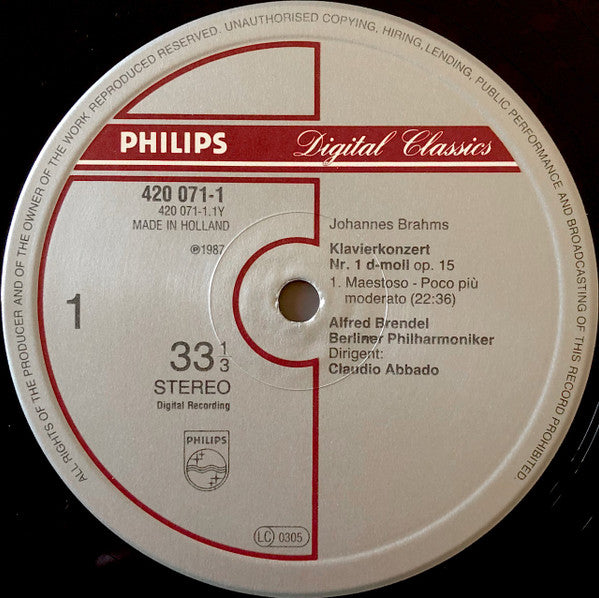 ALL RIGHTS OF THE PRODUCER AND OF THE OWNER OF THE WORK REPRODUCED RESERVED. UNAUTHORISED COPYING, HIRING, LENDING, PUBLIC PERFORMANCE AND BROADCASTING OF THIS RECORD PROHIBITED.
PHILIPS
Digital Classics
420 071-1
420 071-1.1Y
MADE IN HOLLAND
℗1987
1
33 1/3
STEREO
Digital Recording
PHILIPS
LC 0305
Johannes Brahms
Klavierkonzert
Nr. 1 d-moll op. 15
1. Maestoso - Poco più
moderato (22:36)
Alfred Brendel
Berliner Philharmoniker
Dirigent:
Claudio Abbado